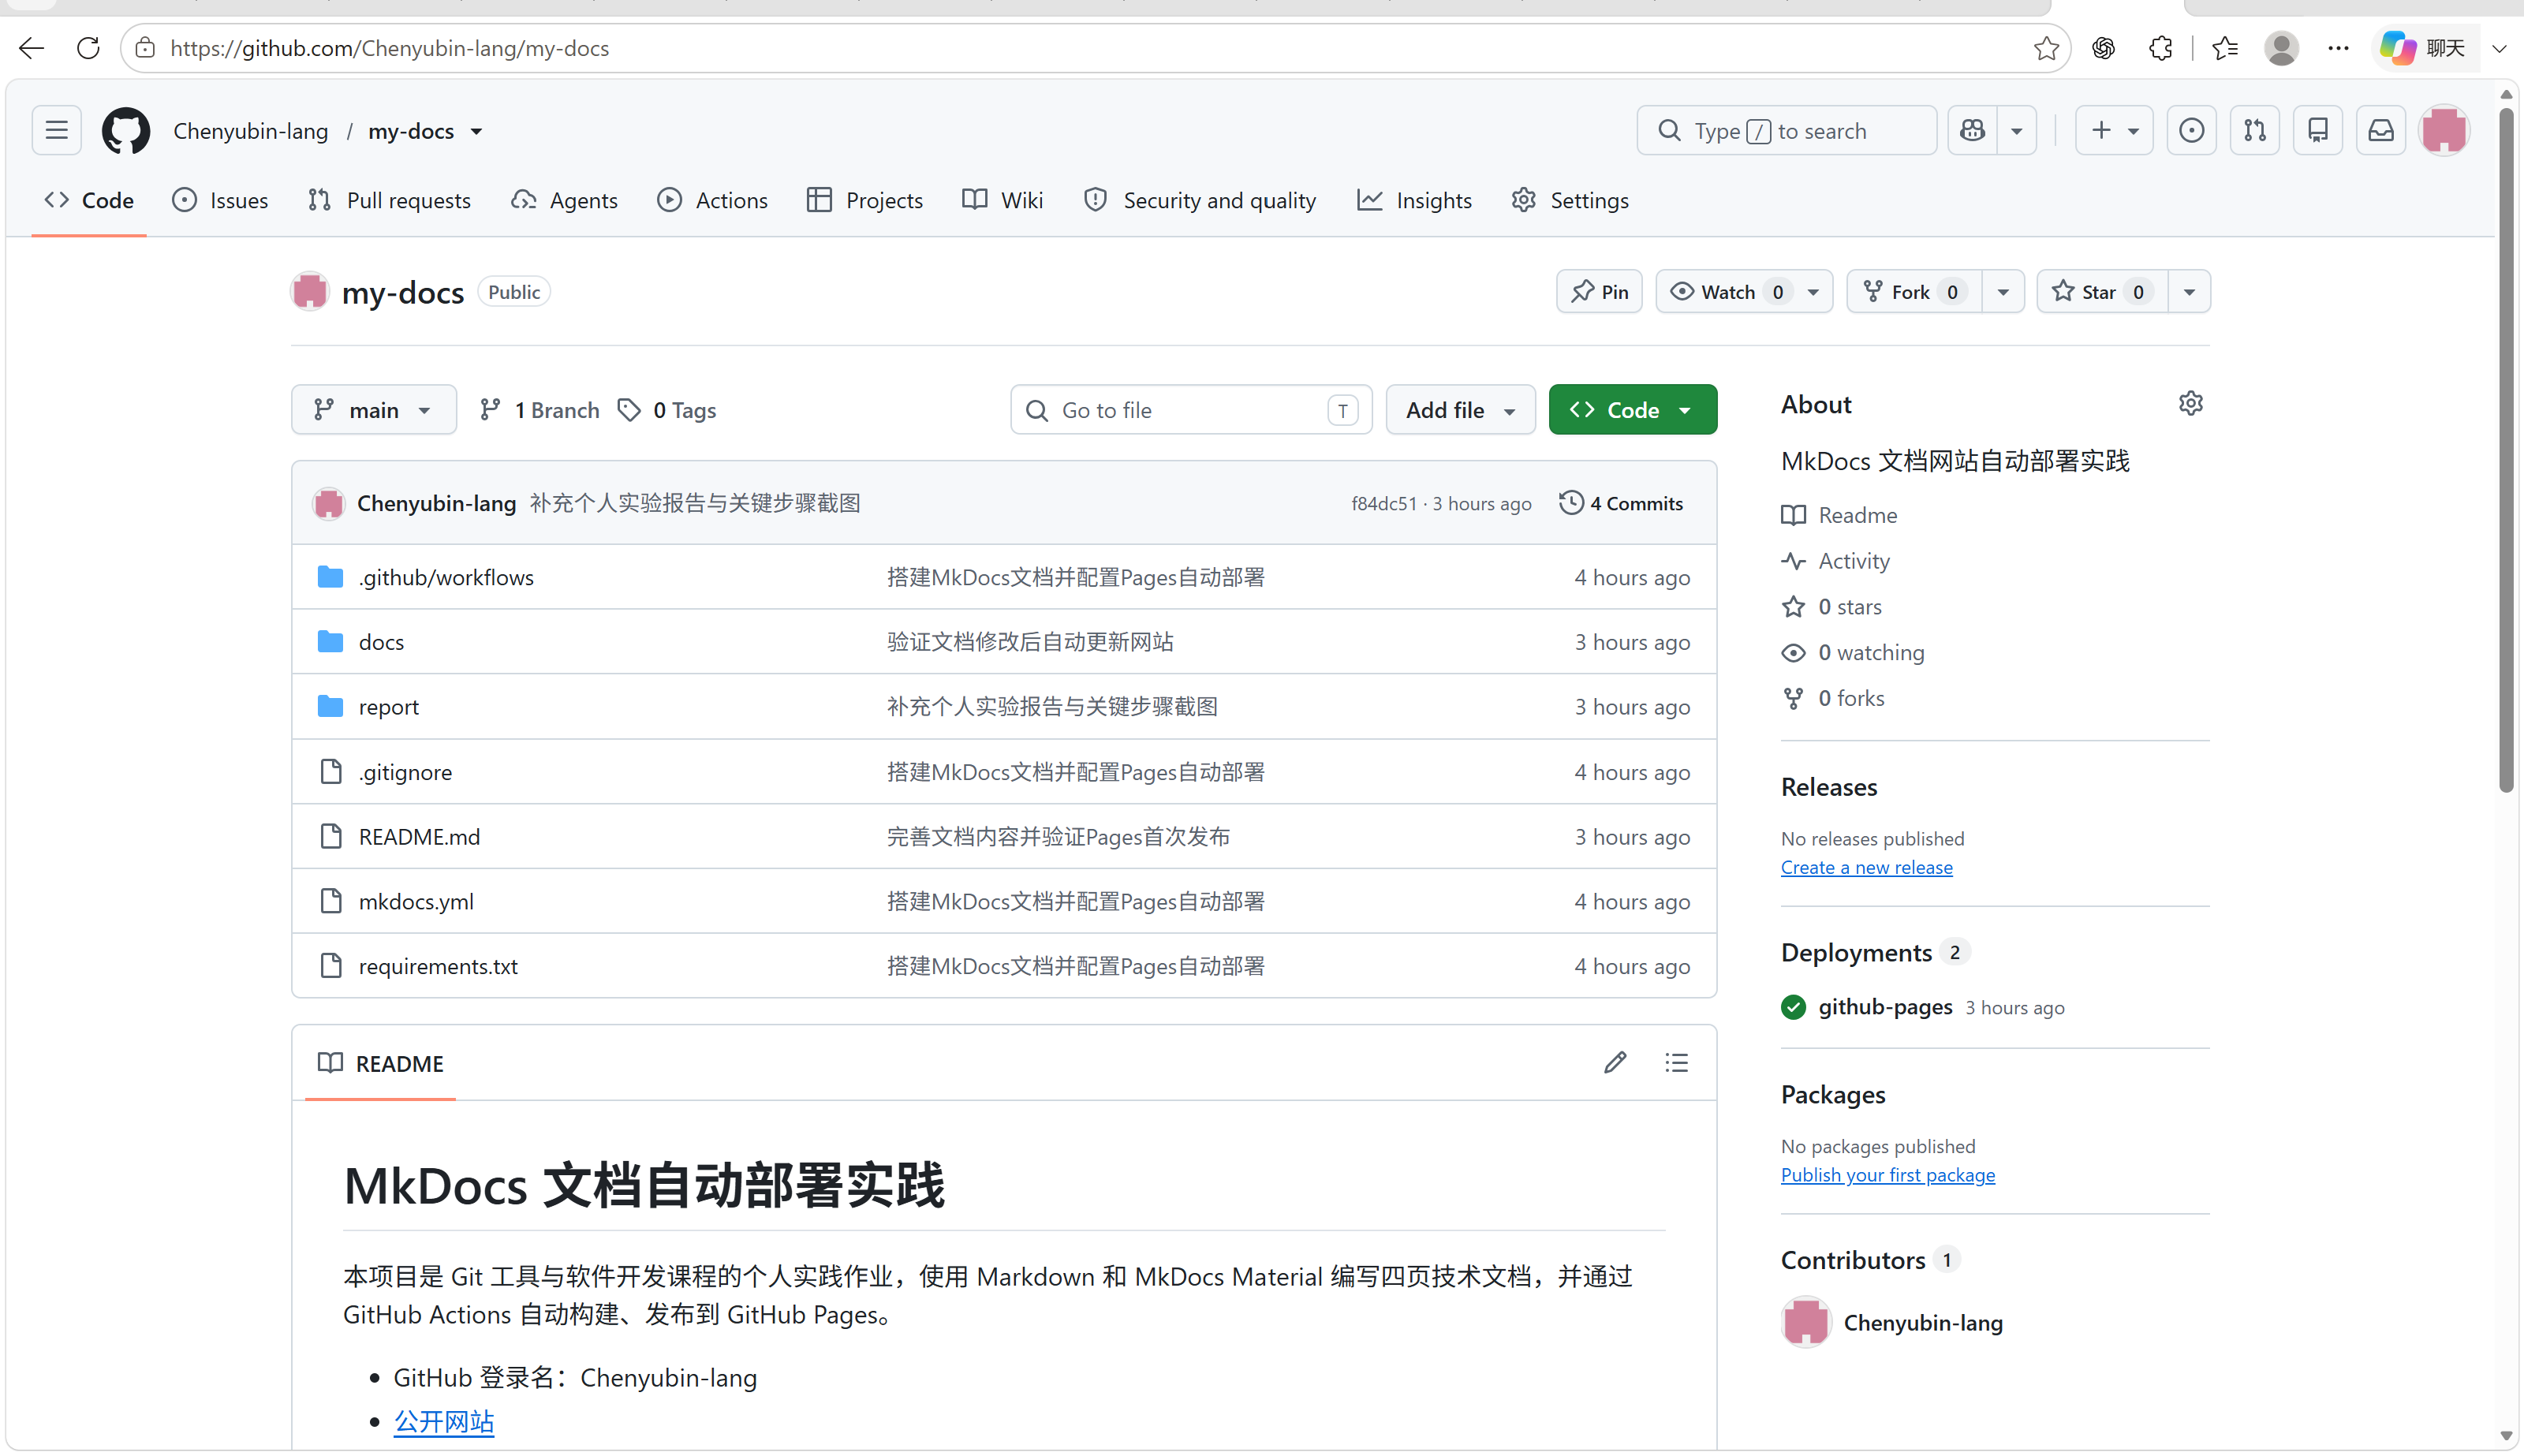 https://github.com/Chenyubin-lang/my-docs
聊天
Chenyubin-lang / my-docs
Type / to search
Code
Issues
Pull requests
Agents
Actions
Projects
Wiki
Security and quality
Insights
Settings
my-docs Public
Pin
Watch 0
Fork 0
Star 0
main
1 Branch
0 Tags
Go to file T
Add file
Code
Chenyubin-lang 补充个人实验报告与关键步骤截图 f84dc51 · 3 hours ago 4 Commits
.github/workflows 搭建MkDocs文档并配置Pages自动部署 4 hours ago
docs 验证文档修改后自动更新网站 3 hours ago
report 补充个人实验报告与关键步骤截图 3 hours ago
.gitignore 搭建MkDocs文档并配置Pages自动部署 4 hours ago
README.md 完善文档内容并验证Pages首次发布 3 hours ago
mkdocs.yml 搭建MkDocs文档并配置Pages自动部署 4 hours ago
requirements.txt 搭建MkDocs文档并配置Pages自动部署 4 hours ago
README
MkDocs 文档自动部署实践
本项目是 Git 工具与软件开发课程的个人实践作业，使用 Markdown 和 MkDocs Material 编写四页技术文档，并通过
GitHub Actions 自动构建、发布到 GitHub Pages。
GitHub 登录名：Chenyubin-lang
公开网站
About
MkDocs 文档网站自动部署实践
Readme
Activity
0 stars
0 watching
0 forks
Releases
No releases published
Create a new release
Deployments 2
github-pages 3 hours ago
Packages
No packages published
Publish your first package
Contributors 1
Chenyubin-lang